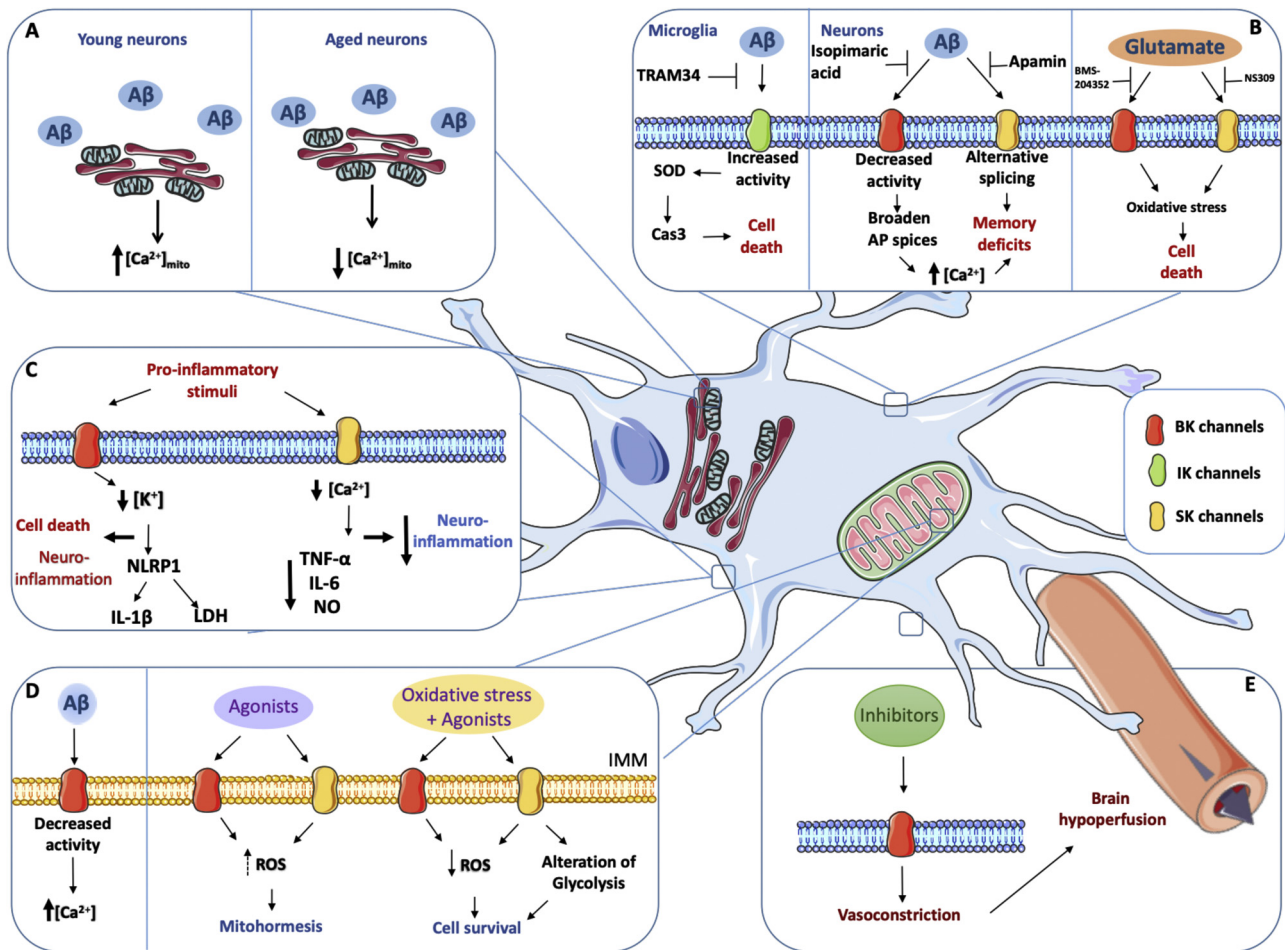 A
Young neurons
Aged neurons
Aβ
Aβ
Aβ
Aβ
Aβ
Aβ
[Ca²⁺]mito
[Ca²⁺]mito
B
Microglia
Aβ
TRAM34
Increased
activity
SOD
Cas3
Cell
death
Neurons
Isopimaric
acid
Aβ
Apamin
Decreased
activity
Alternative
splicing
Broaden
AP spices
Memory
deficits
[Ca²⁺]
Glutamate
BMS-
204352
NS309
Oxidative stress
Cell
death
C
Pro-inflammatory
stimuli
[K⁺]
[Ca²⁺]
Cell death
Neuro-
inflammation
NLRP1
IL-1β
LDH
TNF-α
IL-6
NO
Neuro-
inflammation
BK channels
IK channels
SK channels
D
Aβ
Decreased
activity
[Ca²⁺]
Agonists
Oxidative stress
+ Agonists
IMM
ROS
Mitohormesis
ROS
Alteration of
Glycolysis
Cell survival
E
Inhibitors
Vasoconstriction
Brain
hypoperfusion